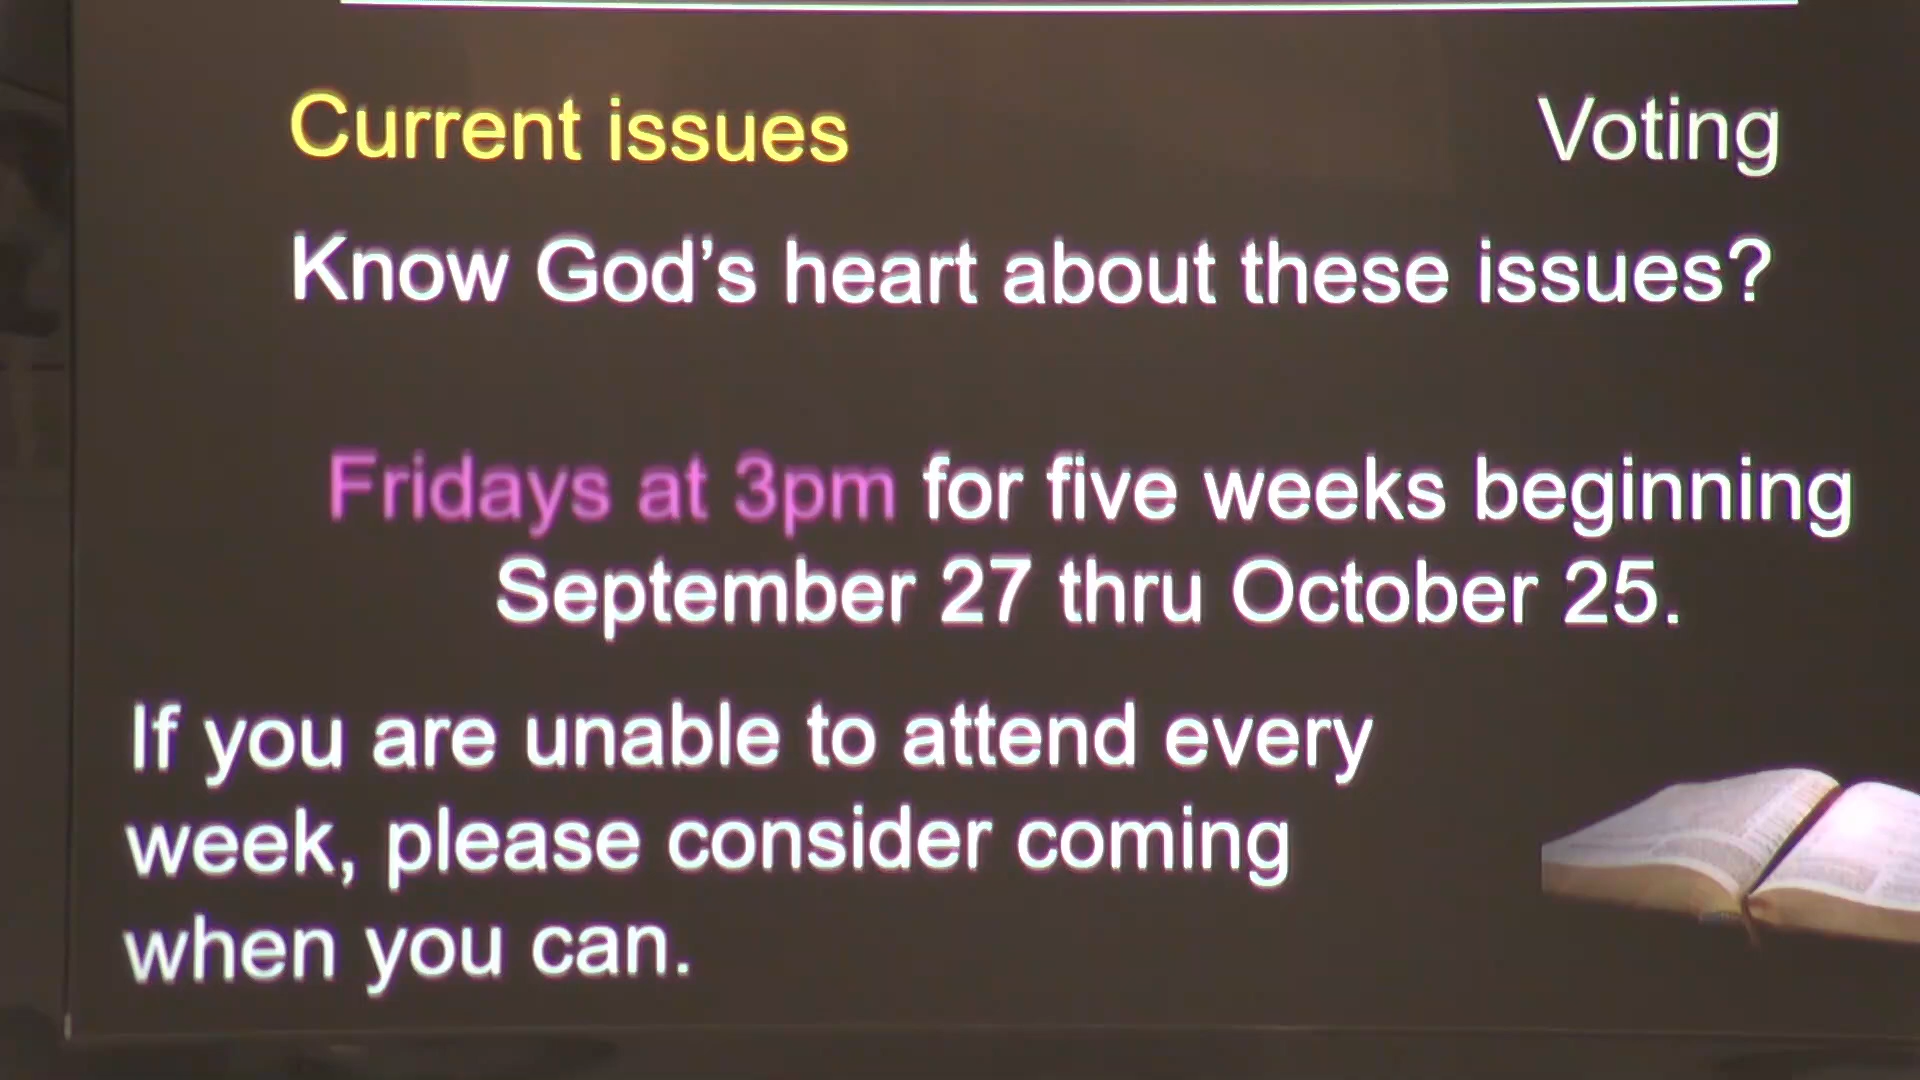 Current issues Voting
Know God's heart about these issues?
Fridays at 3pm for five weeks beginning
September 27 thru October 25.
If you are unable to attend every
week, please consider coming
when you can.